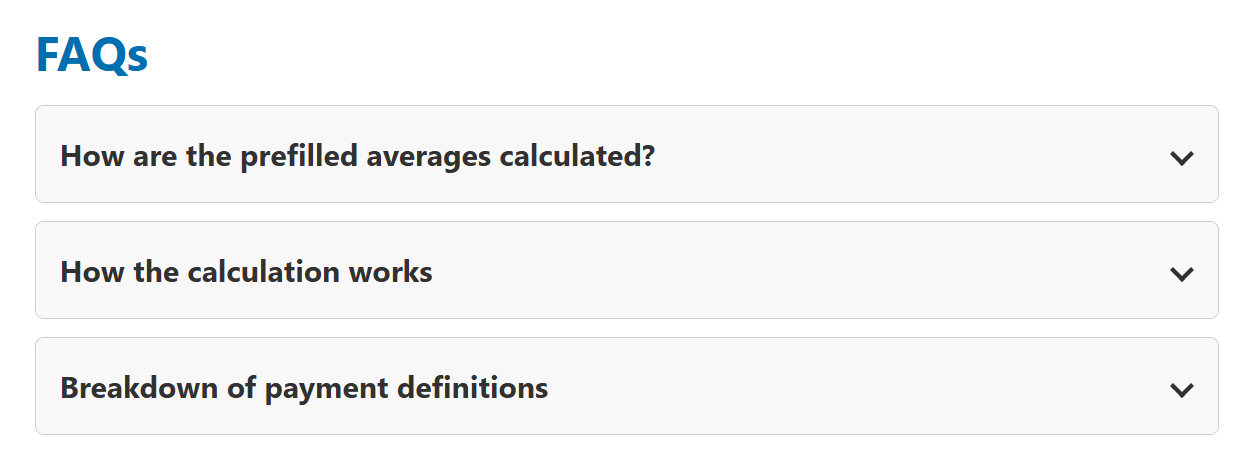 FAQs
How are the prefilled averages calculated?
How the calculation works
Breakdown of payment definitions